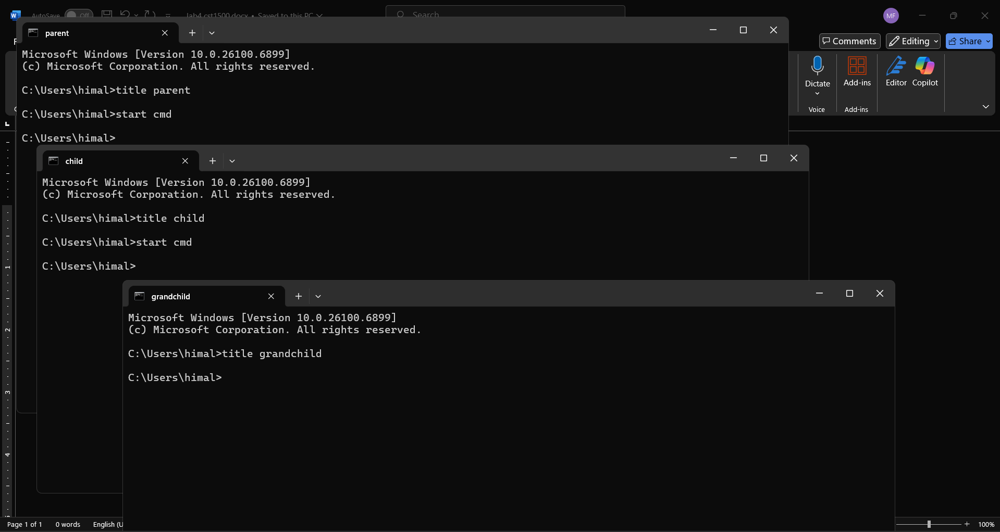 AutoSave Off lab4 cst1500.docx • Saved to this PC Search MF
parent
Comments Editing Share
Microsoft Windows [Version 10.0.26100.6899]
(c) Microsoft Corporation. All rights reserved.
C:\Users\himal>title parent
C:\Users\himal>start cmd
C:\Users\himal>
Dictate Add-ins Editor Copilot
Voice Add-ins
child
Microsoft Windows [Version 10.0.26100.6899]
(c) Microsoft Corporation. All rights reserved.
C:\Users\himal>title child
C:\Users\himal>start cmd
C:\Users\himal>
grandchild
Microsoft Windows [Version 10.0.26100.6899]
(c) Microsoft Corporation. All rights reserved.
C:\Users\himal>title grandchild
C:\Users\himal>
1
2
3
4
Page 1 of 1 0 words English (U 100%